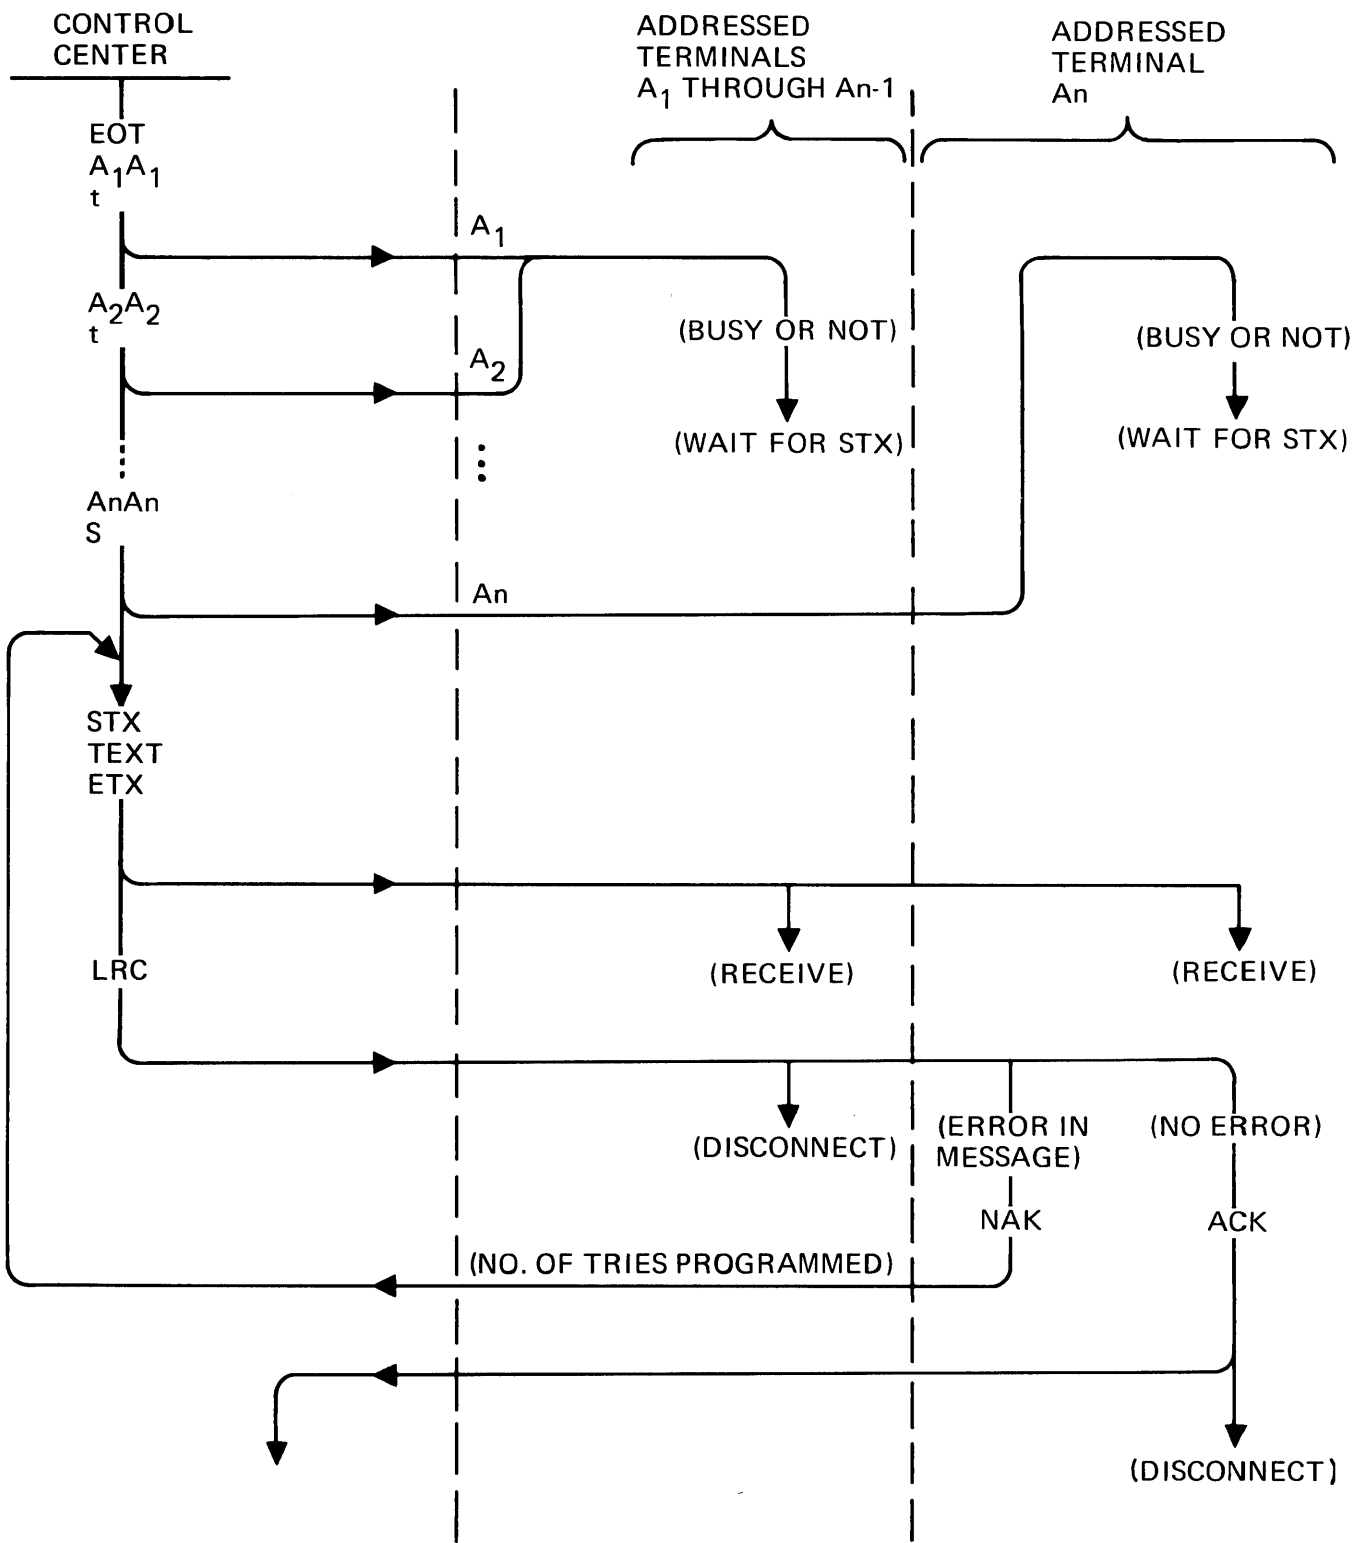 CONTROL
CENTER
ADDRESSED
TERMINALS
A₁ THROUGH An-1
ADDRESSED
TERMINAL
An
EOT
A₁A₁
t
A₁
A₂A₂
t
(BUSY OR NOT)
(BUSY OR NOT)
A₂
(WAIT FOR STX)
(WAIT FOR STX)
AnAn
S
An
STX
TEXT
ETX
LRC
(RECEIVE)
(RECEIVE)
(DISCONNECT)
(ERROR IN
MESSAGE)
(NO ERROR)
NAK
ACK
(NO. OF TRIES PROGRAMMED)
(DISCONNECT)